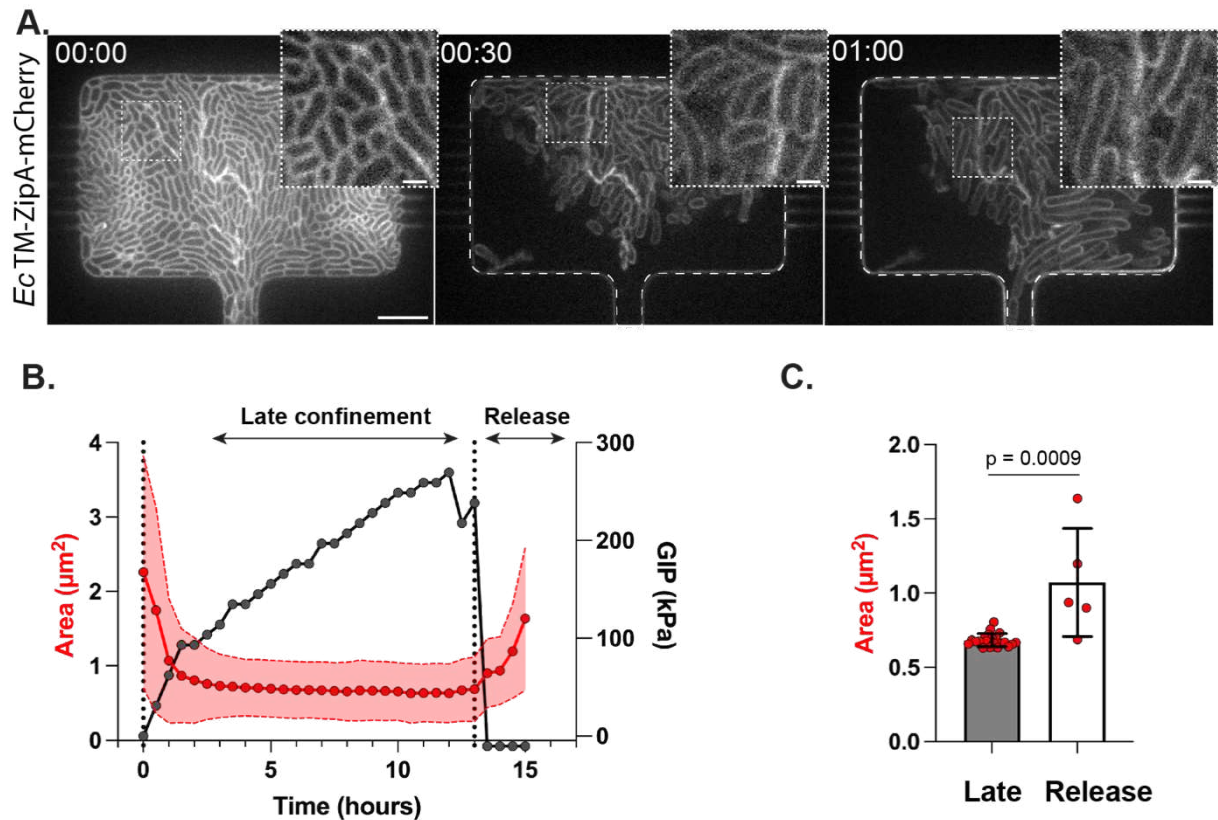 A.
Ec TM-ZipA-mCherry
00:00
00:30
01:00
B.
Late confinement
Release
4
3
2
1
0
Area (µm²)
300
200
100
0
GIP (kPa)
0
5
10
15
Time (hours)
C.
p = 0.0009
2.0
1.5
1.0
0.5
0.0
Area (µm²)
Late
Release